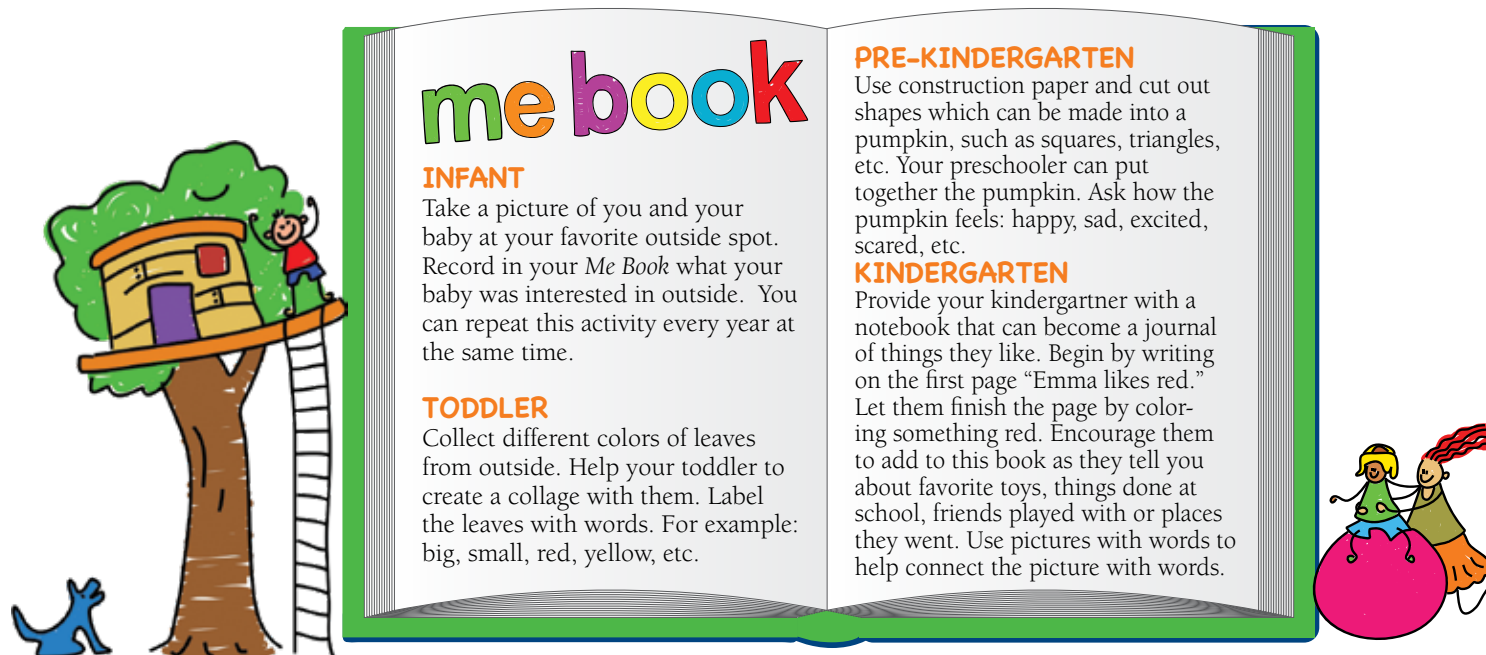 me book
INFANT
Take a picture of you and your
baby at your favorite outside spot.
Record in your Me Book what your
baby was interested in outside.  You
can repeat this activity every year at
the same time.
TODDLER
Collect different colors of leaves
from outside. Help your toddler to
create a collage with them. Label
the leaves with words. For example:
big, small, red, yellow, etc.
PRE-KINDERGARTEN
Use construction paper and cut out
shapes which can be made into a
pumpkin, such as squares, triangles,
etc. Your preschooler can put
together the pumpkin. Ask how the
pumpkin feels: happy, sad, excited,
scared, etc.
KINDERGARTEN
Provide your kindergartner with a
notebook that can become a journal
of things they like. Begin by writing
on the first page “Emma likes red.”
Let them finish the page by color-
ing something red. Encourage them
to add to this book as they tell you
about favorite toys, things done at
school, friends played with or places
they went. Use pictures with words to
help connect the picture with words.